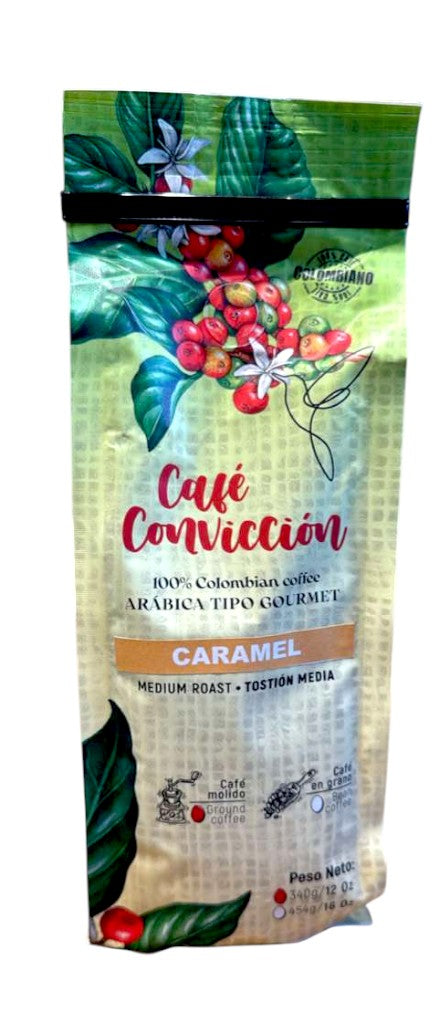 COLOMBIANO
Café
Convicción
100% Colombian coffee
ARÁBICA TIPO GOURMET
CARAMEL
MEDIUM ROAST • TOSTIÓN MEDIA
Café
molido
Ground
coffee
Café
en grano
Bean
coffee
Peso Neto:
340g/12 Oz
454g/16 Oz